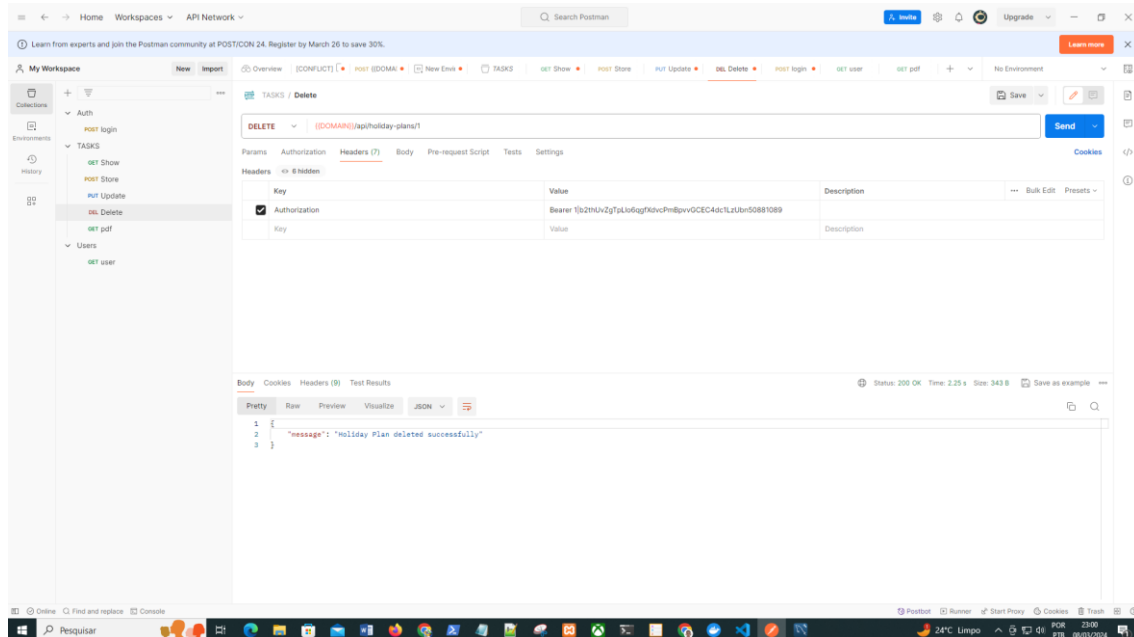 Home Workspaces API Network Search Postman Invite Upgrade
Learn from experts and join the Postman community at POST/CON 24. Register by March 26 to save 30%. Learn more
My Workspace New Import Overview [CONFLICT] POST {{DOMAI New Envir TASKS GET Show POST Store PUT Update DEL Delete POST login GET user GET pdf No Environment
Collections
Environments
History
Auth
POST login
TASKS
GET Show
POST Store
PUT Update
DEL Delete
GET pdf
Users
GET user
TASKS / Delete Save
DELETE {{DOMAIN}}/api/holiday-plans/1 Send
Params Authorization Headers (7) Body Pre-request Script Tests Settings Cookies
Headers 6 hidden
Key Value Description Bulk Edit Presets
Authorization
Key Value Description
Body Cookies Headers (9) Test Results Status: 200 OK Time: 2.25 s Size: 343 B Save as example
Pretty Raw Preview Visualize JSON
1 {
2 "message": "Holiday Plan deleted successfully"
3 }
Online Find and replace Console Postbot Runner Start Proxy Cookies Trash
Pesquisar 24°C Limpo POR 23:00
PTB 08/03/2024